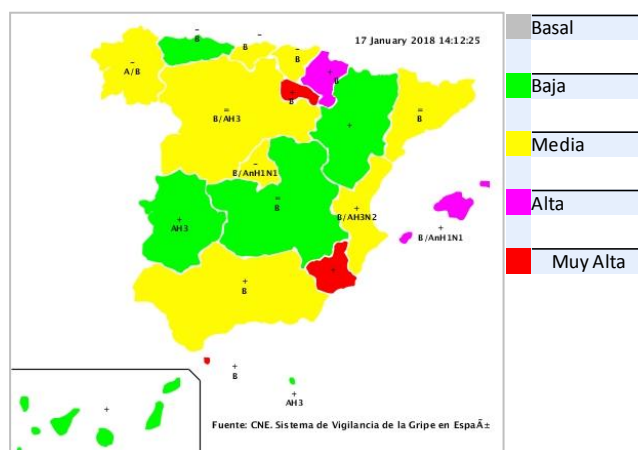 17 January 2018 14:12:25
–
B
–
B
–
B
–
A/B
+
B
+
B
=
B/AH3
+
=
B
–
B/AnH1N1
=
B
+
AH3
+
B/AH3N2
+
B/AnH1N1
+
+
B
+
B
+
AH3
+
Fuente: CNE. Sistema de Vigilancia de la Gripe en EspaÃ±
Basal
Baja
Media
Alta
Muy Alta